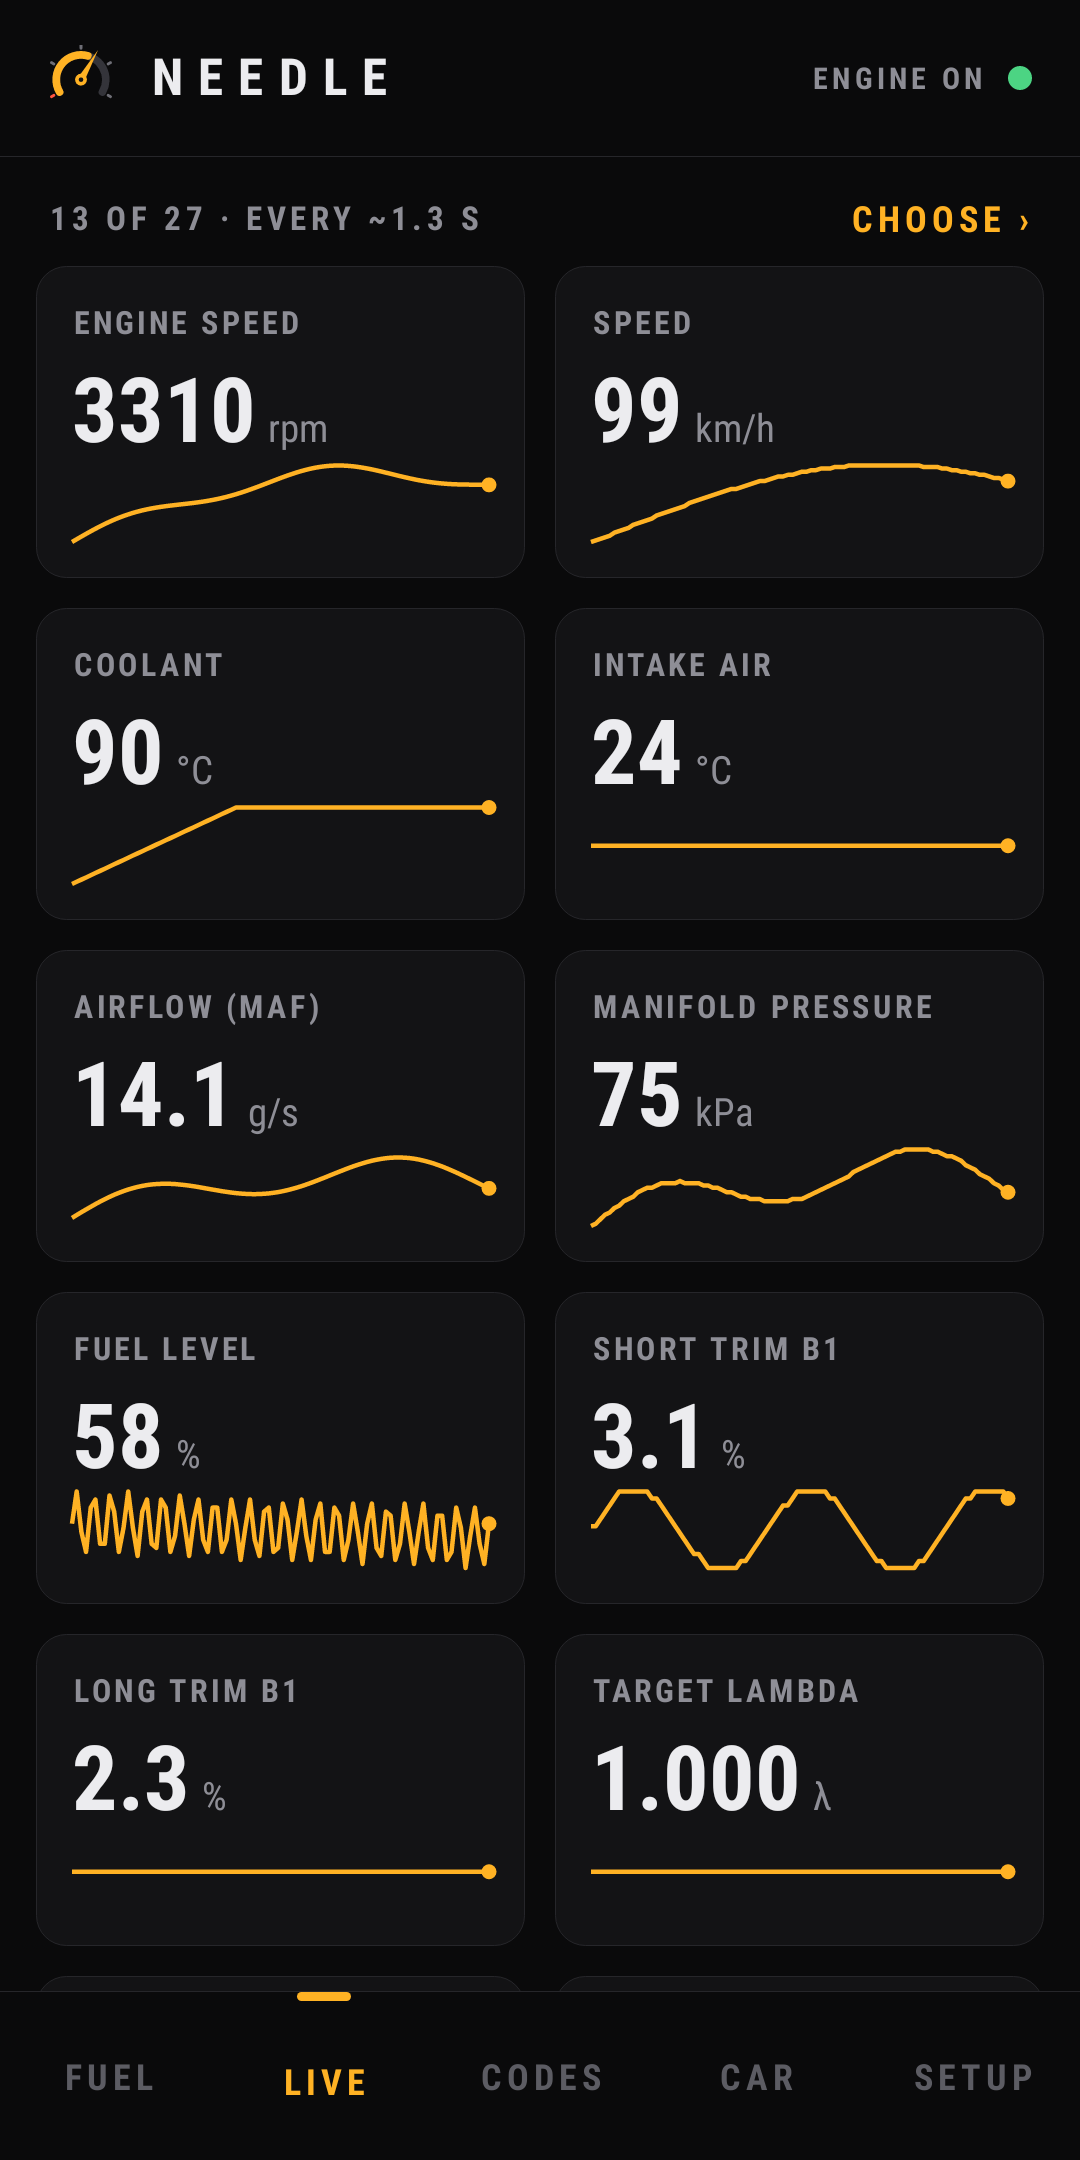 NEEDLE
ENGINE ON
13 OF 27 · EVERY ~1.3 S
CHOOSE ›
ENGINE SPEED
3310 rpm
SPEED
99 km/h
COOLANT
90 °C
INTAKE AIR
24 °C
AIRFLOW (MAF)
14.1 g/s
MANIFOLD PRESSURE
75 kPa
FUEL LEVEL
58 %
SHORT TRIM B1
3.1 %
LONG TRIM B1
2.3 %
TARGET LAMBDA
1.000 λ
FUEL
LIVE
CODES
CAR
SETUP